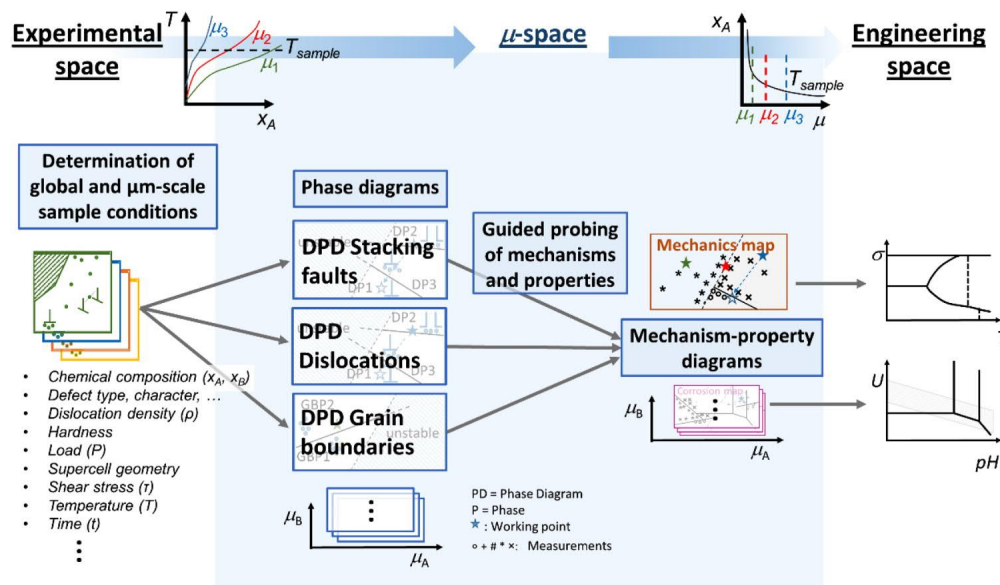 Experimental
space
T
μ3
μ2
Tsample
μ1
xA
μ-space
xA
Tsample
μ1 μ2 μ3 μ
Engineering
space
Determination of
global and μm-scale
sample conditions
Phase diagrams
DP2
unstable
DPD Stacking
faults
DP1 DP3
DP2
unstable
DPD
Dislocations
DP1 DP3
GBP2
DPD Grain
boundaries
unstable
GBP1
Guided probing
of mechanisms
and properties
Mechanics map
Mechanism-property
diagrams
Corrosion map
μB
μA
σ
U
pH
• Chemical composition (xA, xB)
• Defect type, character, …
• Dislocation density (ρ)
• Hardness
• Load (P)
• Supercell geometry
• Shear stress (τ)
• Temperature (T)
• Time (t)
μB
μA
PD = Phase Diagram
P = Phase
★ : Working point
o + # * ×: Measurements